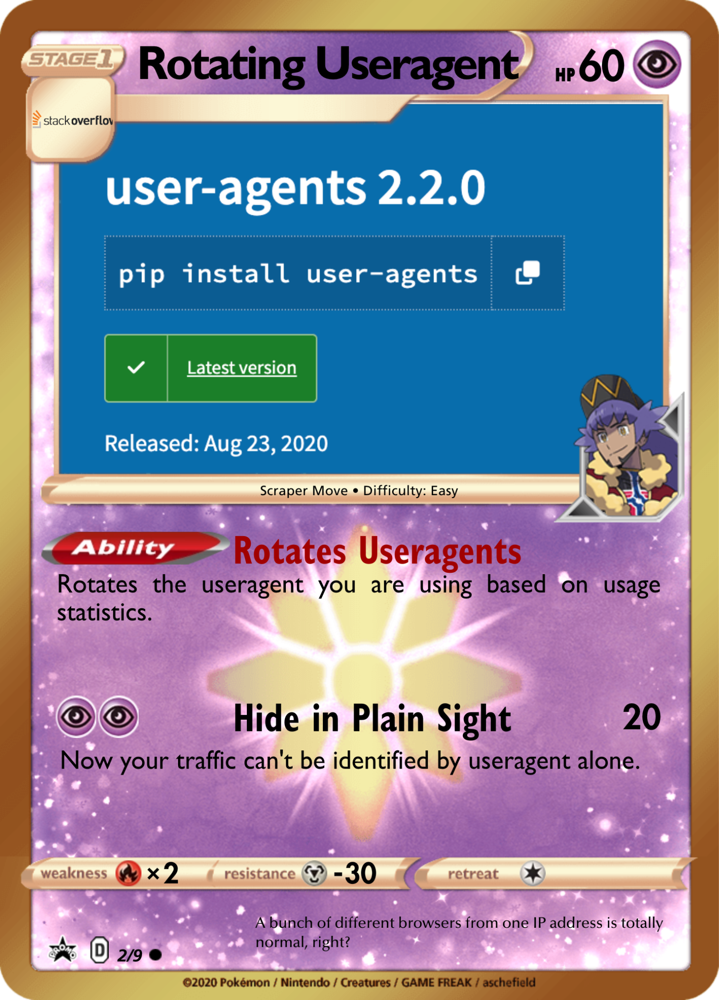 STAGE1
Rotating Useragent
HP 60
stackoverflow
user-agents 2.2.0
pip install user-agents
Latest version
Released: Aug 23, 2020
Scraper Move • Difficulty: Easy
Ability Rotates Useragents
Rotates the useragent you are using based on usage
statistics.
Hide in Plain Sight 20
Now your traffic can't be identified by useragent alone.
weakness ×2 resistance -30 retreat
A bunch of different browsers from one IP address is totally
normal, right?
PROMO D 2/9
©2020 Pokémon / Nintendo / Creatures / GAME FREAK / aschefield